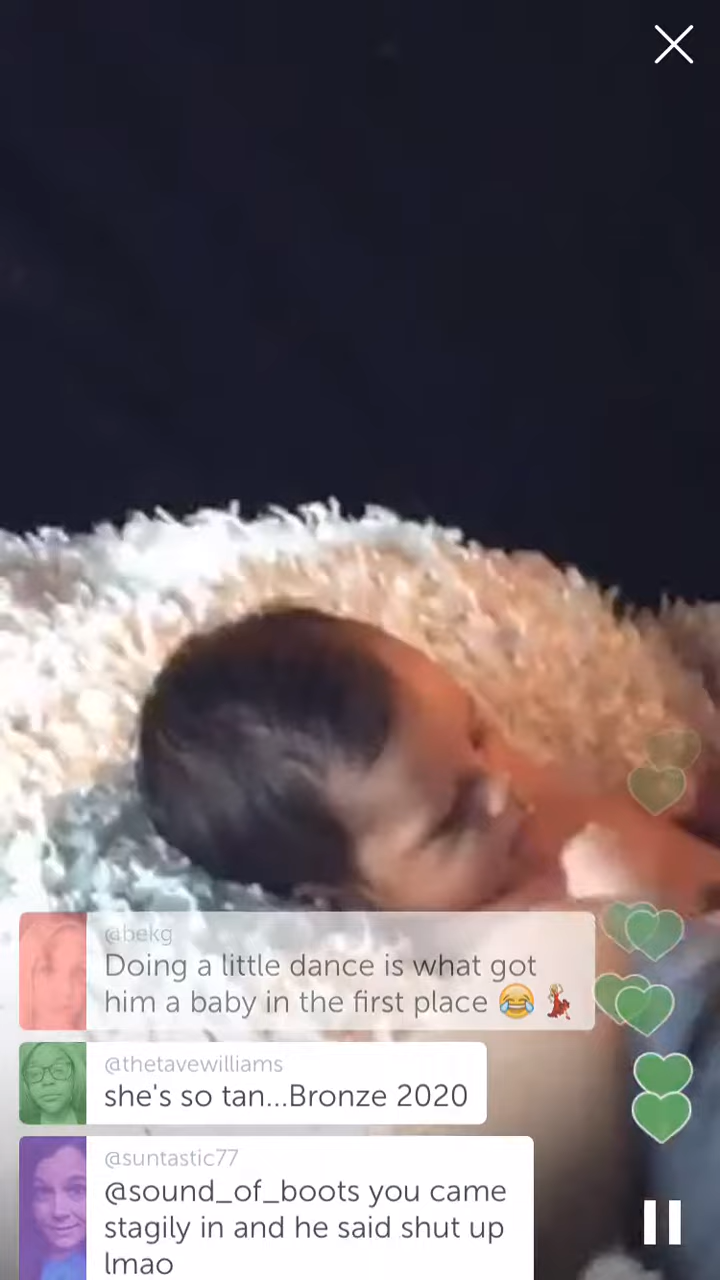 @bekg
Doing a little dance is what got
him a baby in the first place 😂 💃
@thetavewilliams
she's so tan...Bronze 2020
@suntastic77
@sound_of_boots you came
stagily in and he said shut up
lmao